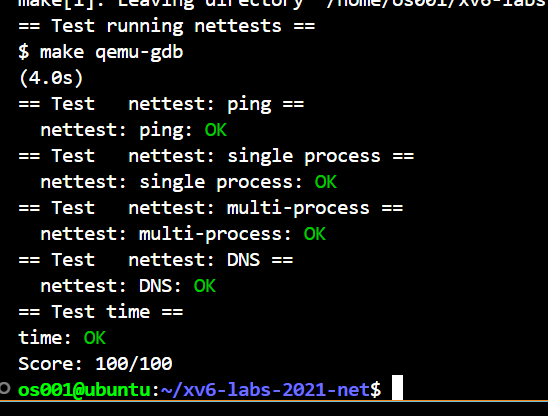 make[1]: Leaving directory '/home/os001/xv6-labs
== Test running nettests ==
$ make qemu-gdb
(4.0s)
== Test   nettest: ping ==
  nettest: ping: OK
== Test   nettest: single process ==
  nettest: single process: OK
== Test   nettest: multi-process ==
  nettest: multi-process: OK
== Test   nettest: DNS ==
  nettest: DNS: OK
== Test time ==
time: OK
Score: 100/100
os001@ubuntu:~/xv6-labs-2021-net$